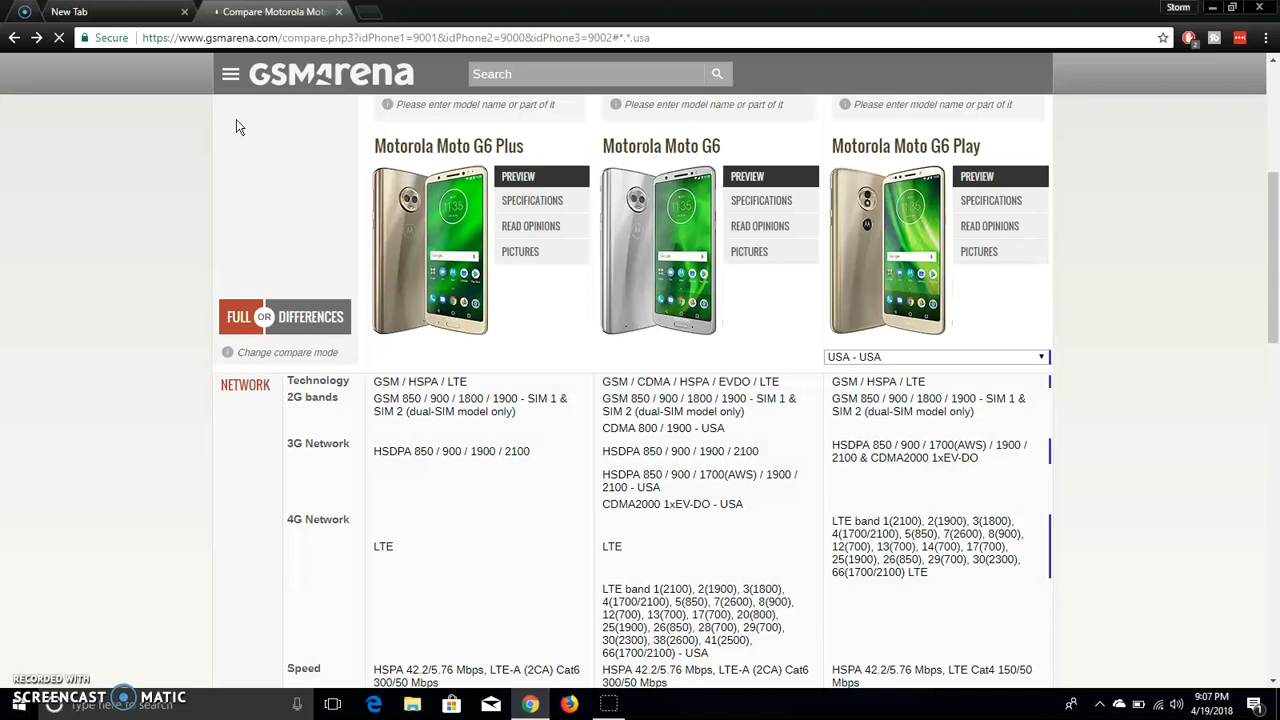 New Tab
Compare Motorola Moto
Storm
Secure
https://www.gsmarena.com/compare.php3?idPhone1=9001&idPhone2=9000&idPhone3=9002#*,*,usa
2
GSMArena
Search
Please enter model name or part of it
Please enter model name or part of it
Please enter model name or part of it
Motorola Moto G6 Plus
Motorola Moto G6
Motorola Moto G6 Play
PREVIEW
SPECIFICATIONS
READ OPINIONS
PICTURES
PREVIEW
SPECIFICATIONS
READ OPINIONS
PICTURES
PREVIEW
SPECIFICATIONS
READ OPINIONS
PICTURES
11:35
11:35
11:35
FULL OR DIFFERENCES
Change compare mode
USA - USA
NETWORK
Technology
GSM / HSPA / LTE
GSM / CDMA / HSPA / EVDO / LTE
GSM / HSPA / LTE
2G bands
GSM 850 / 900 / 1800 / 1900 - SIM 1 &
SIM 2 (dual-SIM model only)
GSM 850 / 900 / 1800 / 1900 - SIM 1 &
SIM 2 (dual-SIM model only)
CDMA 800 / 1900 - USA
GSM 850 / 900 / 1800 / 1900 - SIM 1 &
SIM 2 (dual-SIM model only)
3G Network
HSDPA 850 / 900 / 1900 / 2100
HSDPA 850 / 900 / 1900 / 2100
HSDPA 850 / 900 / 1700(AWS) / 1900 /
2100 - USA
CDMA2000 1xEV-DO - USA
HSDPA 850 / 900 / 1700(AWS) / 1900 /
2100 & CDMA2000 1xEV-DO
4G Network
LTE
LTE
LTE band 1(2100), 2(1900), 3(1800),
4(1700/2100), 5(850), 7(2600), 8(900),
12(700), 13(700), 17(700), 20(800),
25(1900), 26(850), 28(700), 29(700),
30(2300), 38(2600), 41(2500),
66(1700/2100) - USA
LTE band 1(2100), 2(1900), 3(1800),
4(1700/2100), 5(850), 7(2600), 8(900),
12(700), 13(700), 14(700), 17(700),
25(1900), 26(850), 29(700), 30(2300),
66(1700/2100) LTE
Speed
HSPA 42.2/5.76 Mbps, LTE-A (2CA) Cat6
300/50 Mbps
HSPA 42.2/5.76 Mbps, LTE-A (2CA) Cat6
300/50 Mbps
HSPA 42.2/5.76 Mbps, LTE Cat4 150/50
Mbps
RECORDED WITH
SCREENCAST MATIC
Type here to search
9:07 PM
4/19/2018
1